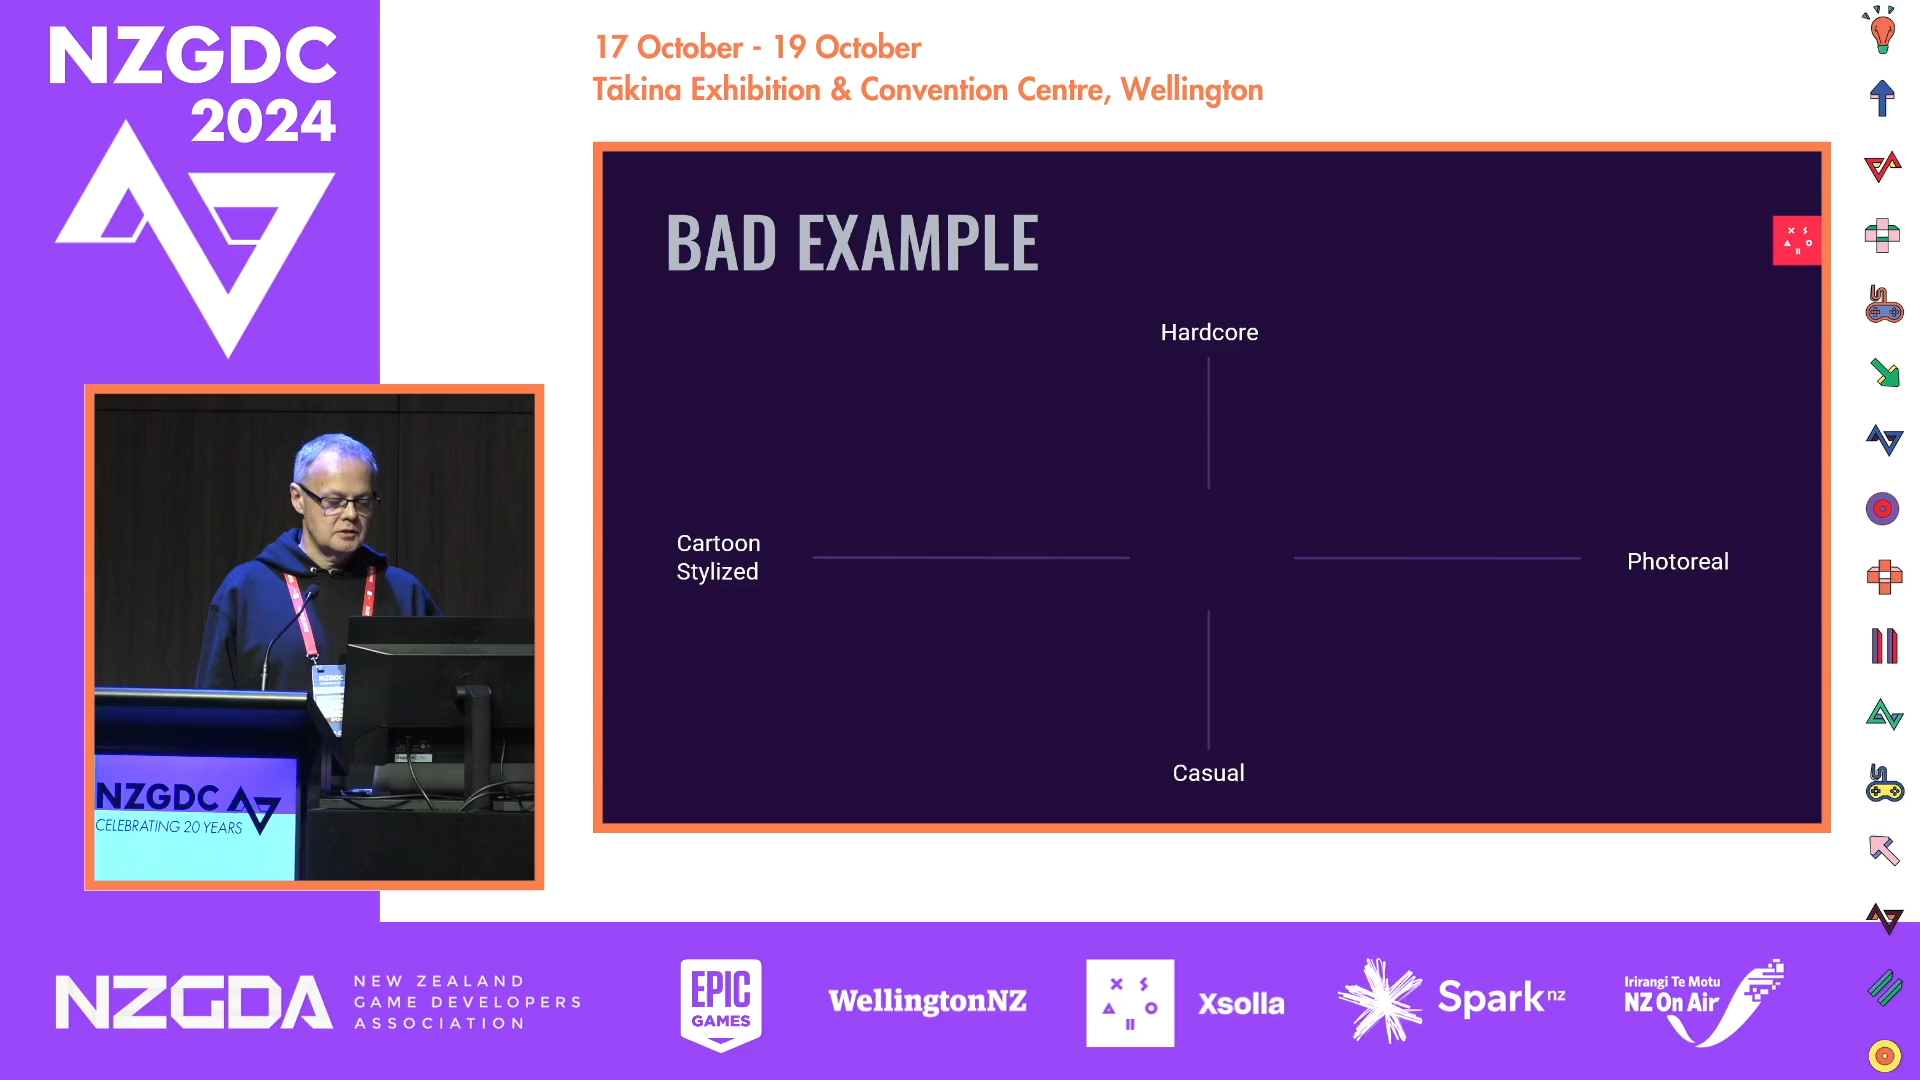 NZGDC
2024
17 October - 19 October
Tākina Exhibition & Convention Centre, Wellington
BAD EXAMPLE
Hardcore
Cartoon
Stylized
Photoreal
Casual
NZGDC
NZGDC
CELEBRATING 20 YEARS
NZGDA
NEW ZEALAND
GAME DEVELOPERS
ASSOCIATION
EPIC
GAMES
WellingtonNZ
XSOLLA
Xsolla
Spark nz
Irirangi Te Motu
NZ On Air